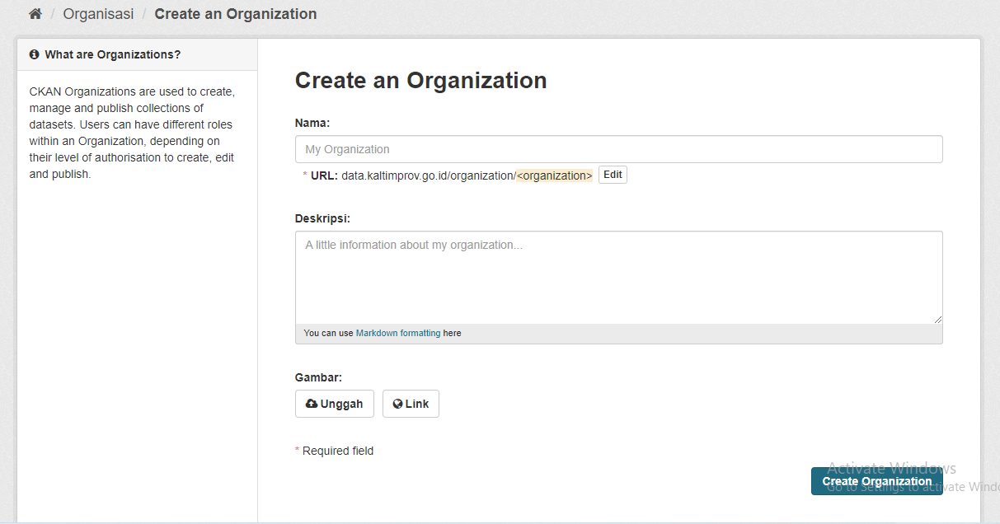 / Organisasi / Create an Organization
What are Organizations?
CKAN Organizations are used to create,
manage and publish collections of
datasets. Users can have different roles
within an Organization, depending on
their level of authorisation to create, edit
and publish.
Create an Organization
Nama:
My Organization
* URL: data.kaltimprov.go.id/organization/<organization> Edit
Deskripsi:
A little information about my organization...
You can use Markdown formatting here
Gambar:
Unggah Link
* Required field
Activate Windows
Create Organization
Go to Settings to activate Windo